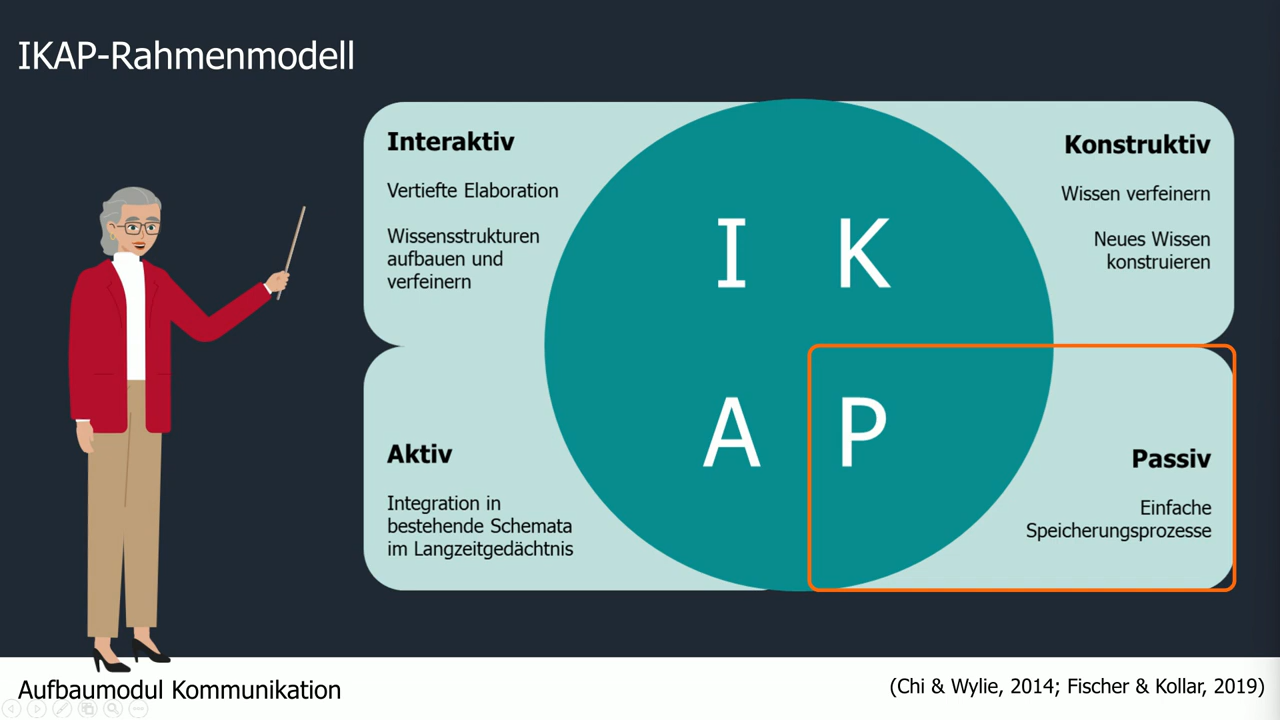 IKAP-Rahmenmodell
Interaktiv
Vertiefte Elaboration
Wissensstrukturen
aufbauen und
verfeinern
Konstruktiv
Wissen verfeinern
Neues Wissen
konstruieren
I K
A P
Aktiv
Integration in
bestehende Schemata
im Langzeitgedächtnis
Passiv
Einfache
Speicherungsprozesse
Aufbaumodul Kommunikation
(Chi & Wylie, 2014; Fischer & Kollar, 2019)